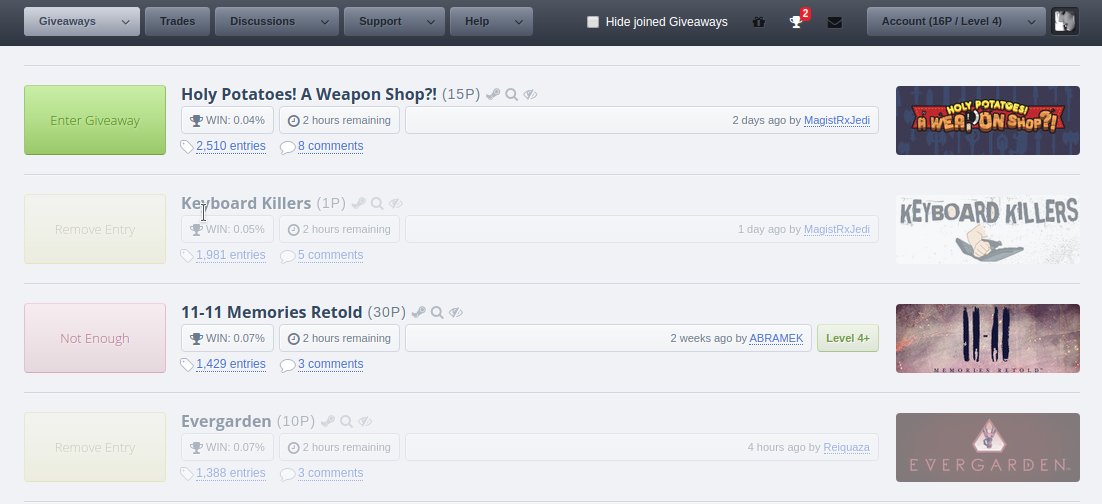 Giveaways Trades Discussions Support Help Hide joined Giveaways 2 Account (16P / Level 4)
Holy Potatoes! A Weapon Shop?! (15P)
Enter Giveaway
WIN: 0.04% 2 hours remaining 2 days ago by MagistRxJedi
2,510 entries 8 comments
HOLY POTATOES!
A WEAPON SHOP?!
Keyboard Killers (1P)
Remove Entry
WIN: 0.05% 2 hours remaining 1 day ago by MagistRxJedi
1,981 entries 5 comments
KEYBOARD KILLERS
11-11 Memories Retold (30P)
Not Enough
WIN: 0.07% 2 hours remaining 2 weeks ago by ABRAMEK Level 4+
1,429 entries 3 comments
11-11
MEMORIES RETOLD
Evergarden (10P)
Remove Entry
WIN: 0.07% 2 hours remaining 4 hours ago by Reiquaza
1,388 entries 3 comments
EVERGARDEN